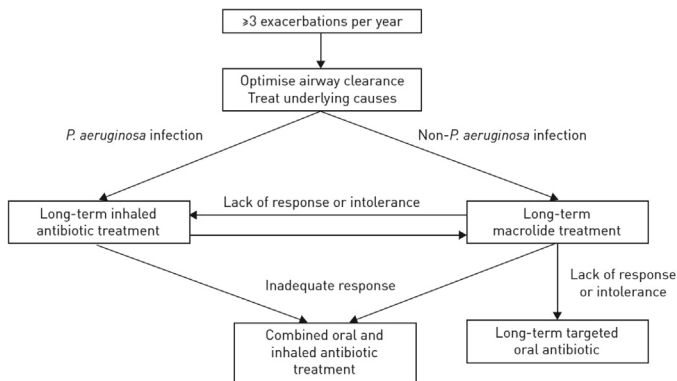 ⩾3 exacerbations per year
Optimise airway clearance
Treat underlying causes
P. aeruginosa infection
Non-P. aeruginosa infection
Long-term inhaled
antibiotic treatment
Lack of response or intolerance
Long-term
macrolide treatment
Inadequate response
Lack of response
or intolerance
Combined oral and
inhaled antibiotic
treatment
Long-term targeted
oral antibiotic